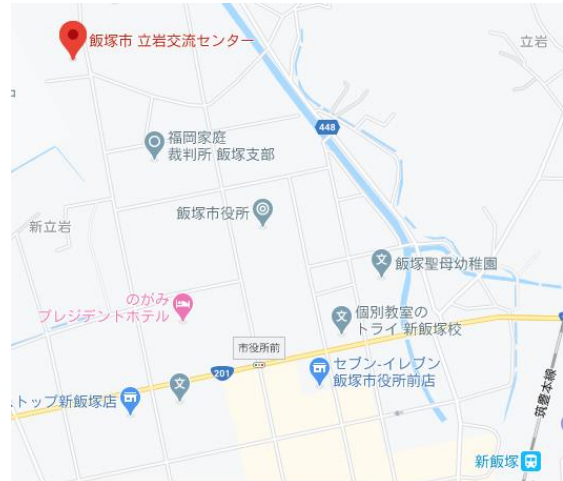 飯塚市 立岩交流センター
立岩
448
福岡家庭
裁判所 飯塚支部
飯塚市役所
新立岩
文
飯塚聖母幼稚園
のがみ
プレジデントホテル
文
個別教室の
トライ 新飯塚校
市役所前
セブン-イレブン
飯塚市役所前店
201
文
ストップ新飯塚店
筑豊本線
新飯塚